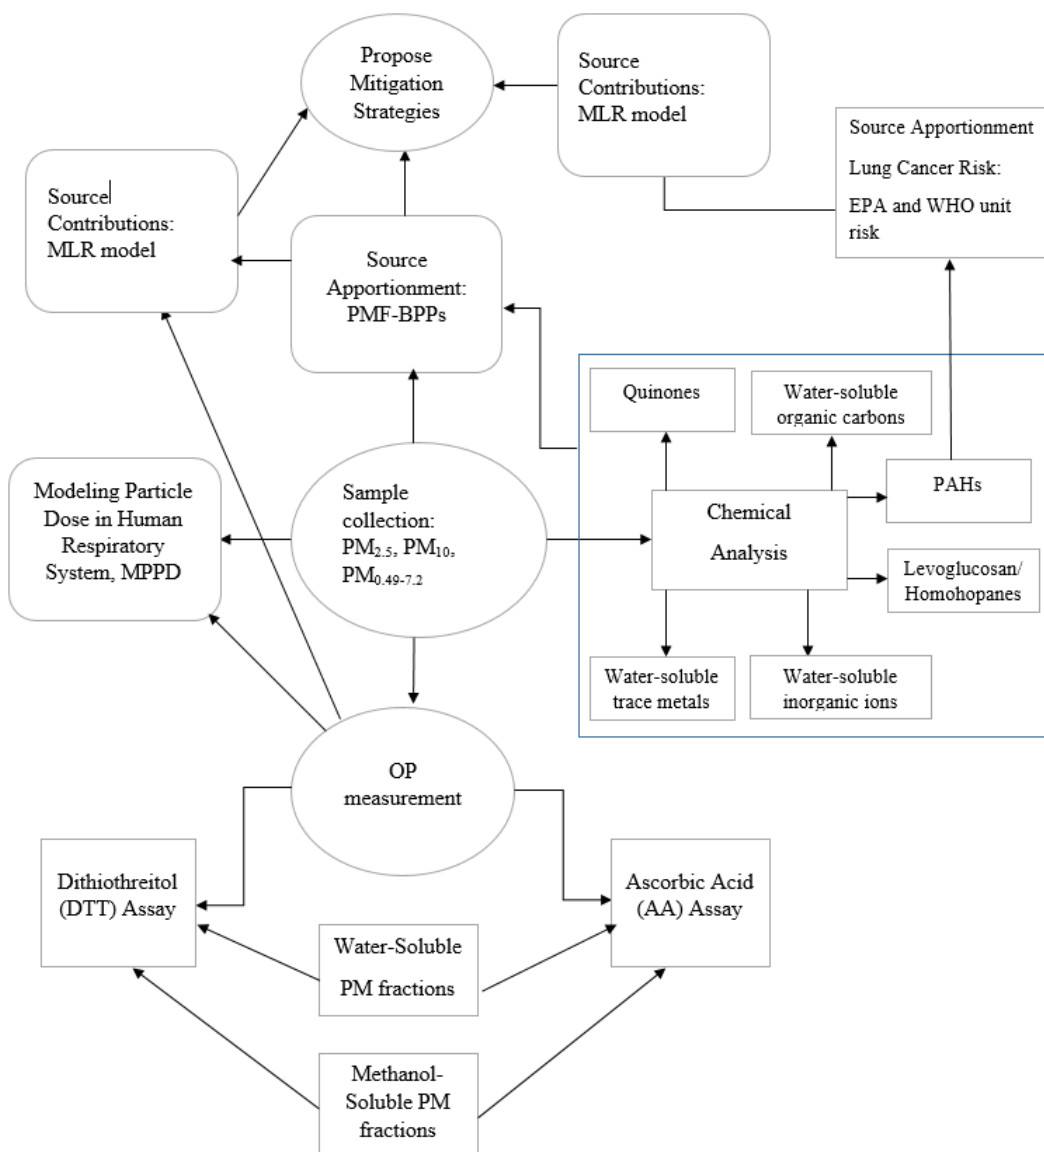 Propose
Mitigation
Strategies
Source
Contributions:
MLR model
Source Apportionment
Lung Cancer Risk:
EPA and WHO unit
risk
Source
Contributions:
MLR model
Source
Apportionment:
PMF-BPPs
Quinones
Water-soluble
organic carbons
PAHs
Modeling Particle
Dose in Human
Respiratory
System, MPPD
Sample
collection:
PM2.5, PM10,
PM0.49-7.2
Chemical
Analysis
Levoglucosan/
Homohopanes
Water-soluble
trace metals
Water-soluble
inorganic ions
OP
measurement
Dithiothreitol
(DTT) Assay
Ascorbic Acid
(AA) Assay
Water-Soluble
PM fractions
Methanol-
Soluble PM
fractions